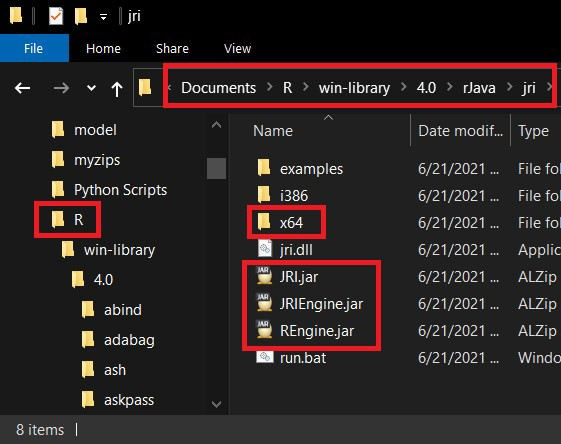 jri
File Home Share View
« Documents > R > win-library > 4.0 > rJava > jri >
model
myzips
Python Scripts
R
win-library
4.0
abind
adabag
ash
askpass
Name Date modif... Type
examples 6/21/2021 ... File fol
i386 6/21/2021 ... File fol
x64 6/21/2021 ... File fol
jri.dll 6/21/2021 ... Applic
JRI.jar 6/21/2021 ... ALZip
JRIEngine.jar 6/21/2021 ... ALZip
REngine.jar 6/21/2021 ... ALZip
run.bat 6/21/2021 ... Windo
8 items